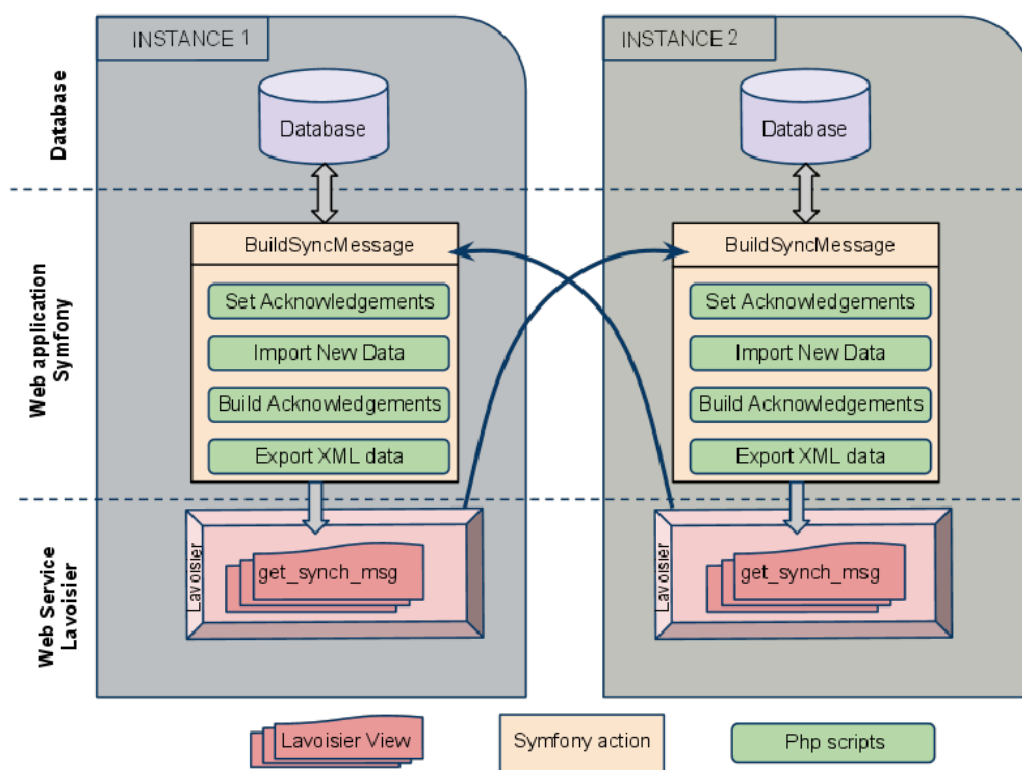 INSTANCE 1
INSTANCE 2
Database
Database
Database
Web application
Symfony
BuildSyncMessage
Set Acknowledgements
Import New Data
Build Acknowledgements
Export XML data
BuildSyncMessage
Set Acknowledgements
Import New Data
Build Acknowledgements
Export XML data
Web Service
Lavoisier
Lavoisier
get_synch_msg
Lavoisier
get_synch_msg
Lavoisier View
Symfony action
Php scripts